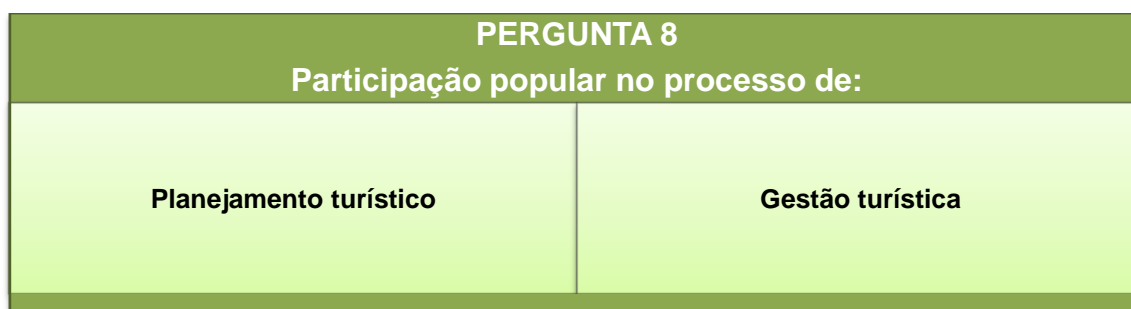 PERGUNTA 8
Participação popular no processo de:
Planejamento turístico
Gestão turística